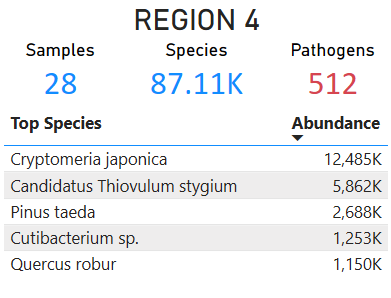 REGION 4
Samples Species Pathogens
28 87.11K 512
Top Species Abundance
Cryptomeria japonica 12,485K
Candidatus Thiovulum stygium 5,862K
Pinus taeda 2,688K
Cutibacterium sp. 1,253K
Quercus robur 1,150K